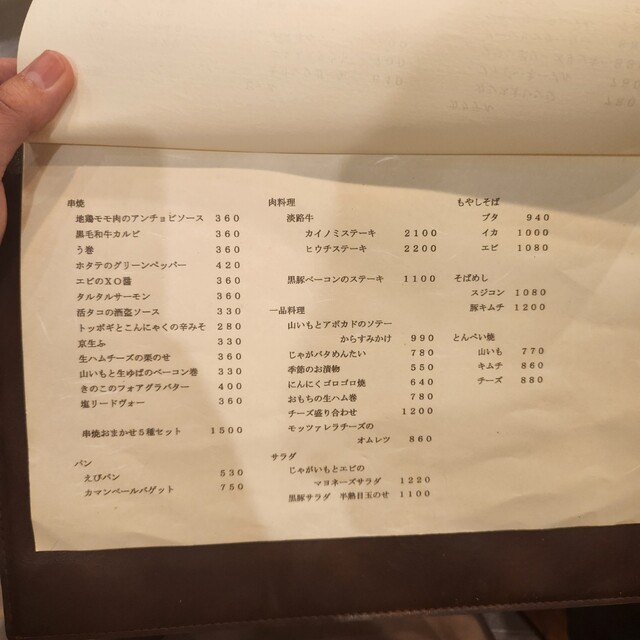 串焼
地鶏モモ肉のアンチョビソース 360
黒毛和牛カルビ 360
う巻 360
ホタテのグリーンペッパー 420
エビのXO醬 360
タルタルサーモン 360
活タコの酒盗ソース 330
トッポギとこんにゃくの辛みそ 280
京生ふ 330
生ハムチーズの栗のせ 360
山いもと生ゆばのベーコン巻 330
きのこのフォアグラバター 400
塩リードヴォー 360
串焼おまかせ5種セット 1500
パン
えびパン 530
カマンベールバゲット 750
肉料理
淡路牛
カイノミステーキ 2100
ヒウチステーキ 2200
黒豚ベーコンのステーキ 1100
一品料理
山いもとアボカドのソテー
からすみかけ 990
じゃがバタめんたい 780
季節のお漬物 550
にんにくゴロゴロ焼 640
おもちの生ハム巻 780
チーズ盛り合わせ 1200
モッツァレラチーズの
オムレツ 860
サラダ
じゃがいもとエビの
マヨネーズサラダ 1220
黒豚サラダ 半熟目玉のせ 1100
もやしそば
ブタ 940
イカ 1000
エビ 1080
そばめし
スジコン 1080
豚キムチ 1200
とんぺい焼
山いも 770
キムチ 860
チーズ 880